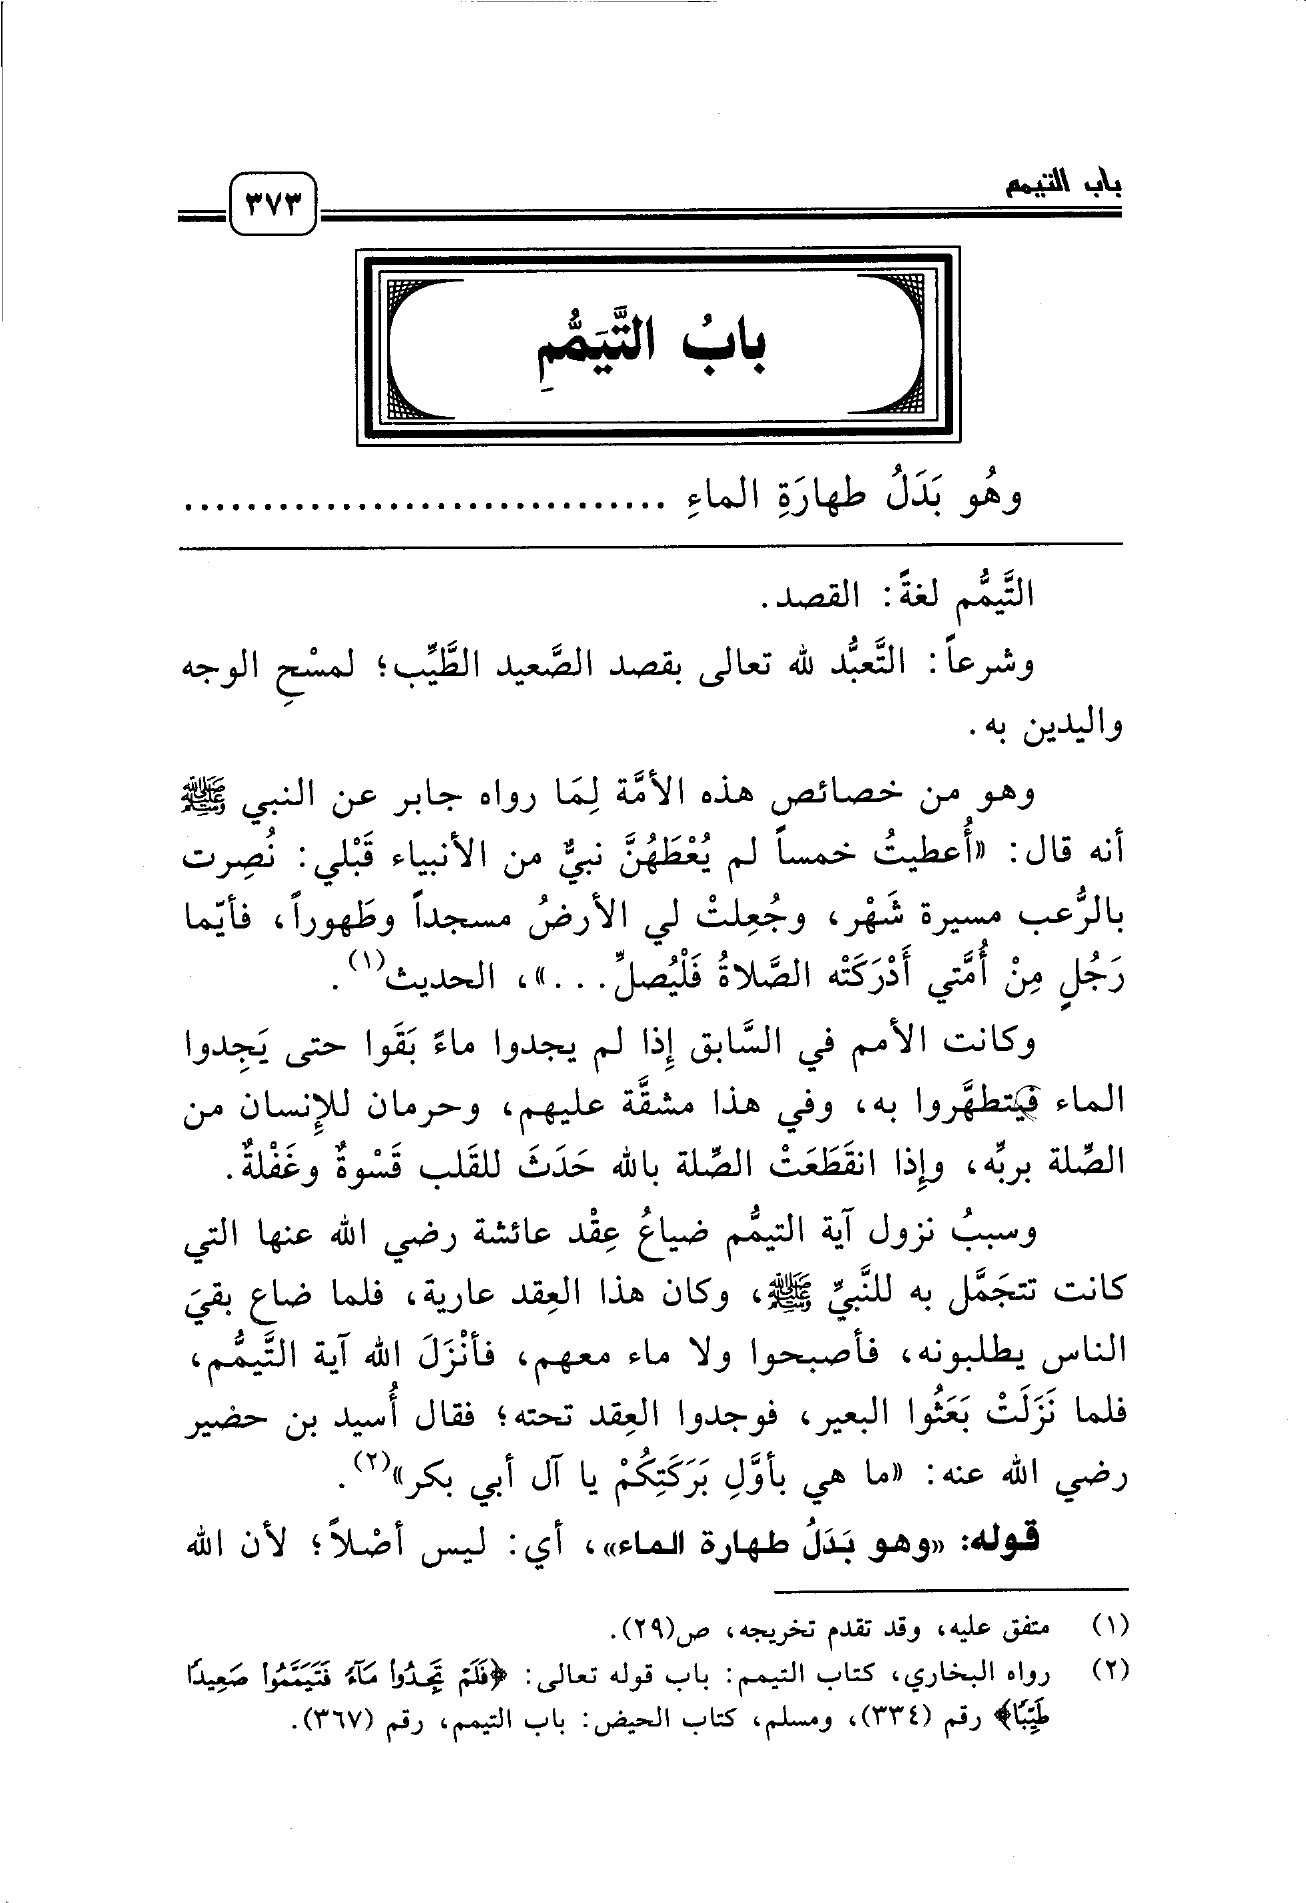 باب التيمم
٣٧٣
بابُ التَّيَمُّمِ
وهُو بَدَلُ طهارَةِ الماءِ ...............................
التَّيمُّم لغةً: القصد.
وشرعاً: التَّعبُّد لله تعالى بقصد الصَّعيد الطَّيِّب؛ لمسْحِ الوجه
واليدين به.
وهو من خصائص هذه الأمَّة لِمَا رواه جابر عن النبي ﷺ
أنه قال: «أُعطيتُ خمساً لم يُعْطَهُنَّ نبيٌّ من الأنبياء قَبْلي: نُصِرت
بالرُّعب مسيرة شَهْر، وجُعِلتْ لي الأرضُ مسجداً وطَهوراً، فأيّما
رَجُلٍ مِنْ أُمَّتي أَدْرَكَتْه الصَّلاةُ فَلْيُصلِّ...»، الحديث(١).
وكانت الأمم في السَّابق إِذا لم يجدوا ماءً بَقَوا حتى يَجِدوا
الماء فيتطهَّروا به، وفي هذا مشقَّة عليهم، وحرمان للإِنسان من
الصِّلة بربِّه، وإِذا انقَطَعَتْ الصِّلة بالله حَدَثَ للقَلب قَسْوةٌ وغَفْلةٌ.
وسببُ نزول آية التيمُّم ضياعُ عِقْد عائشة رضي الله عنها التي
كانت تتجَمَّل به للنَّبيِّ ﷺ، وكان هذا العِقد عارية، فلما ضاع بقيَ
الناس يطلبونه، فأصبحوا ولا ماء معهم، فأنْزَلَ الله آية التَّيمُّم،
فلما نَزَلَتْ بَعَثُوا البعير، فوجدوا العِقد تحته؛ فقال أُسيد بن حضير
رضي الله عنه: «ما هي بأوَّلِ بَرَكَتِكُمْ يا آل أبي بكر»(٢).
قوله: «وهو بَدَلُ طهارة الماء»، أي: ليس أصْلاً؛ لأن الله
(١) متفق عليه، وقد تقدم تخريجه، ص(٢٩).
(٢) رواه البخاري، كتاب التيمم: باب قوله تعالى: ﴿فَلَمْ تَجِدُوا۟ مَآءً فَتَيَمَّمُوا۟ صَعِيدًا
طَيِّبًا﴾ رقم (٣٣٤)، ومسلم، كتاب الحيض: باب التيمم، رقم (٣٦٧).